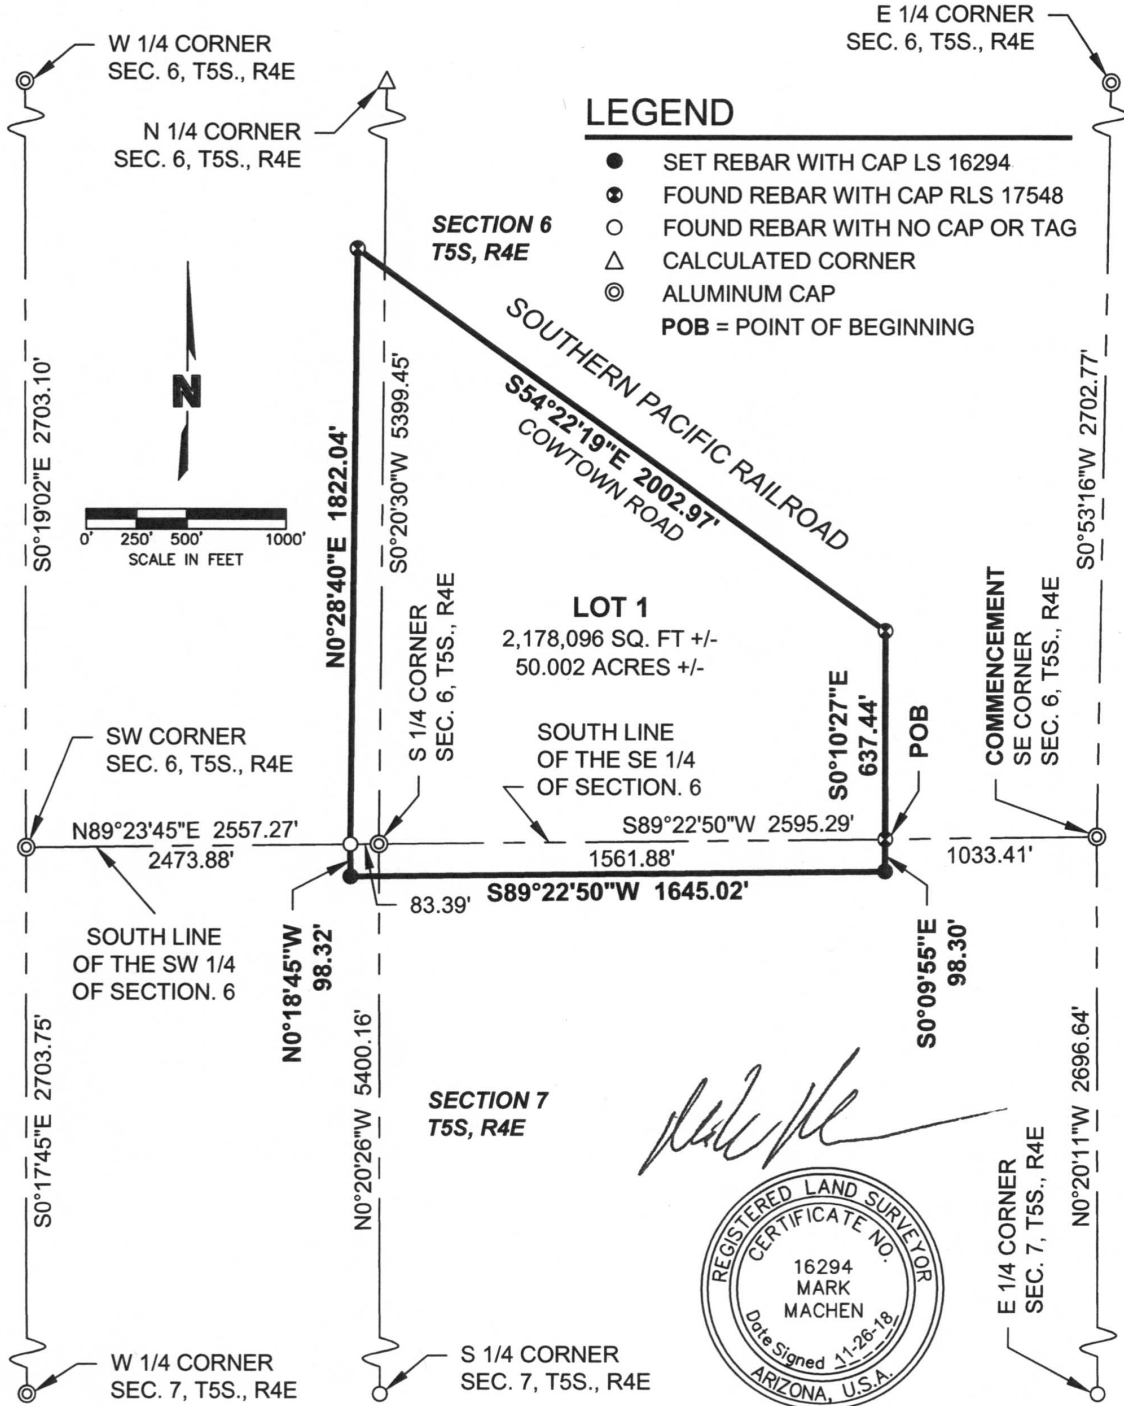 W 1/4 CORNER
SEC. 6, T5S., R4E
E 1/4 CORNER
SEC. 6, T5S., R4E
N 1/4 CORNER
SEC. 6, T5S., R4E
LEGEND
SET REBAR WITH CAP LS 16294
FOUND REBAR WITH CAP RLS 17548
FOUND REBAR WITH NO CAP OR TAG
CALCULATED CORNER
ALUMINUM CAP
POB = POINT OF BEGINNING
SECTION 6
T5S, R4E
SOUTHERN PACIFIC RAILROAD
S54°22'19"E 2002.97'
COWTOWN ROAD
S0°19'02"E 2703.10'
N
0' 250' 500' 1000'
SCALE IN FEET
N0°28'40"E 1822.04'
S0°20'30"W 5399.45'
S0°53'16"W 2702.77'
LOT 1
2,178,096 SQ. FT +/-
50.002 ACRES +/-
S 1/4 CORNER
SEC. 6, T5S., R4E
SOUTH LINE
OF THE SE 1/4
OF SECTION. 6
S0°10'27"E
637.44'
POB
COMMENCEMENT
SE CORNER
SEC. 6, T5S., R4E
SW CORNER
SEC. 6, T5S., R4E
N89°23'45"E 2557.27'
2473.88'
S89°22'50"W 2595.29'
1561.88'
1033.41'
83.39'
S89°22'50"W 1645.02'
SOUTH LINE
OF THE SW 1/4
OF SECTION. 6
N0°18'45"W
98.32'
S0°09'55"E
98.30'
S0°17'45"E 2703.75'
N0°20'26"W 5400.16'
SECTION 7
T5S, R4E
N0°20'11"W 2696.64'
REGISTERED LAND SURVEYOR
CERTIFICATE NO.
16294
MARK
MACHEN
Date Signed 11-26-18
ARIZONA, U.S.A.
E 1/4 CORNER
SEC. 7, T5S., R4E
W 1/4 CORNER
SEC. 7, T5S., R4E
S 1/4 CORNER
SEC. 7, T5S., R4E